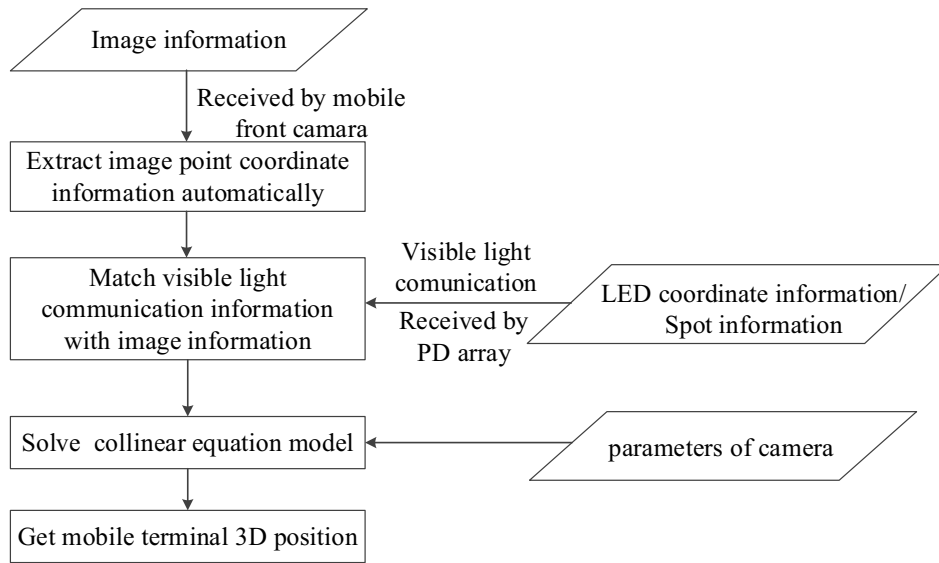 Image information
Received by mobile
front camara
Extract image point coordinate
information automatically
Visible light
comunication
Match visible light
communication information
with image information
LED coordinate information/
Spot information
Received by
PD array
Solve collinear equation model
parameters of camera
Get mobile terminal 3D position